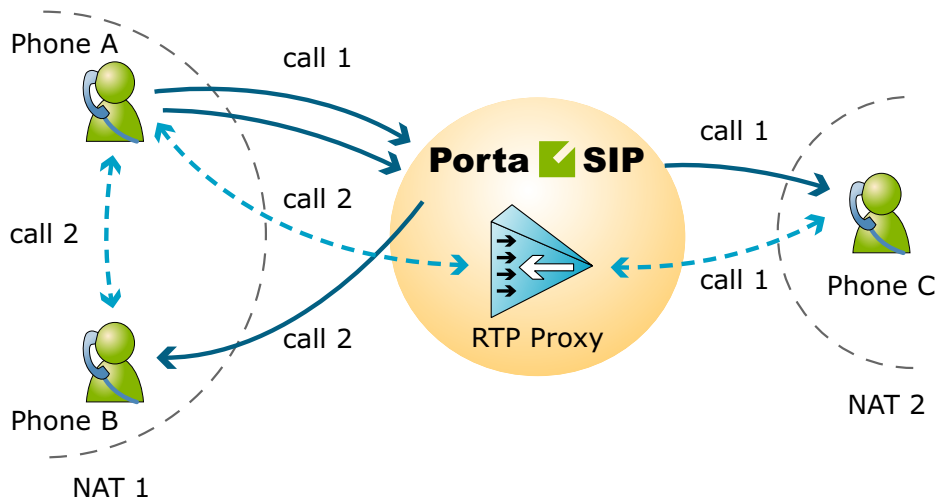 Phone A
call 1
call 1
Porta SIP
call 2
call 2
call 1
Phone C
RTP Proxy
call 2
Phone B
NAT 2
NAT 1